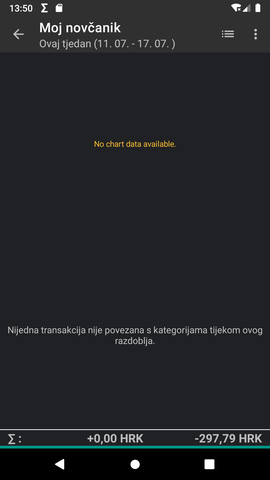 13:50
Moj novčanik
Ovaj tjedan (11. 07. - 17. 07. )
No chart data available.
Nijedna transakcija nije povezana s kategorijama tijekom ovog
razdoblja.
∑ : +0,00 HRK -297,79 HRK